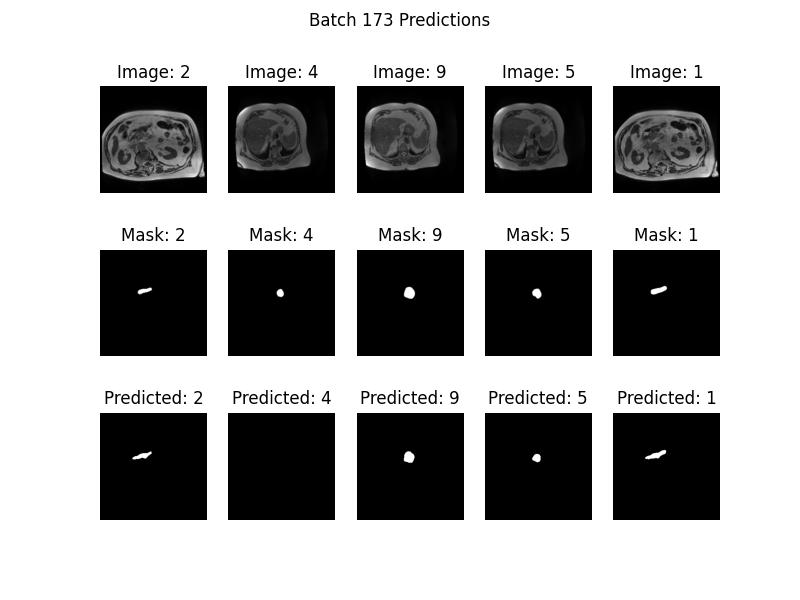 Batch 173 Predictions
Image: 2
Image: 4
Image: 9
Image: 5
Image: 1
Mask: 2
Mask: 4
Mask: 9
Mask: 5
Mask: 1
Predicted: 2
Predicted: 4
Predicted: 9
Predicted: 5
Predicted: 1